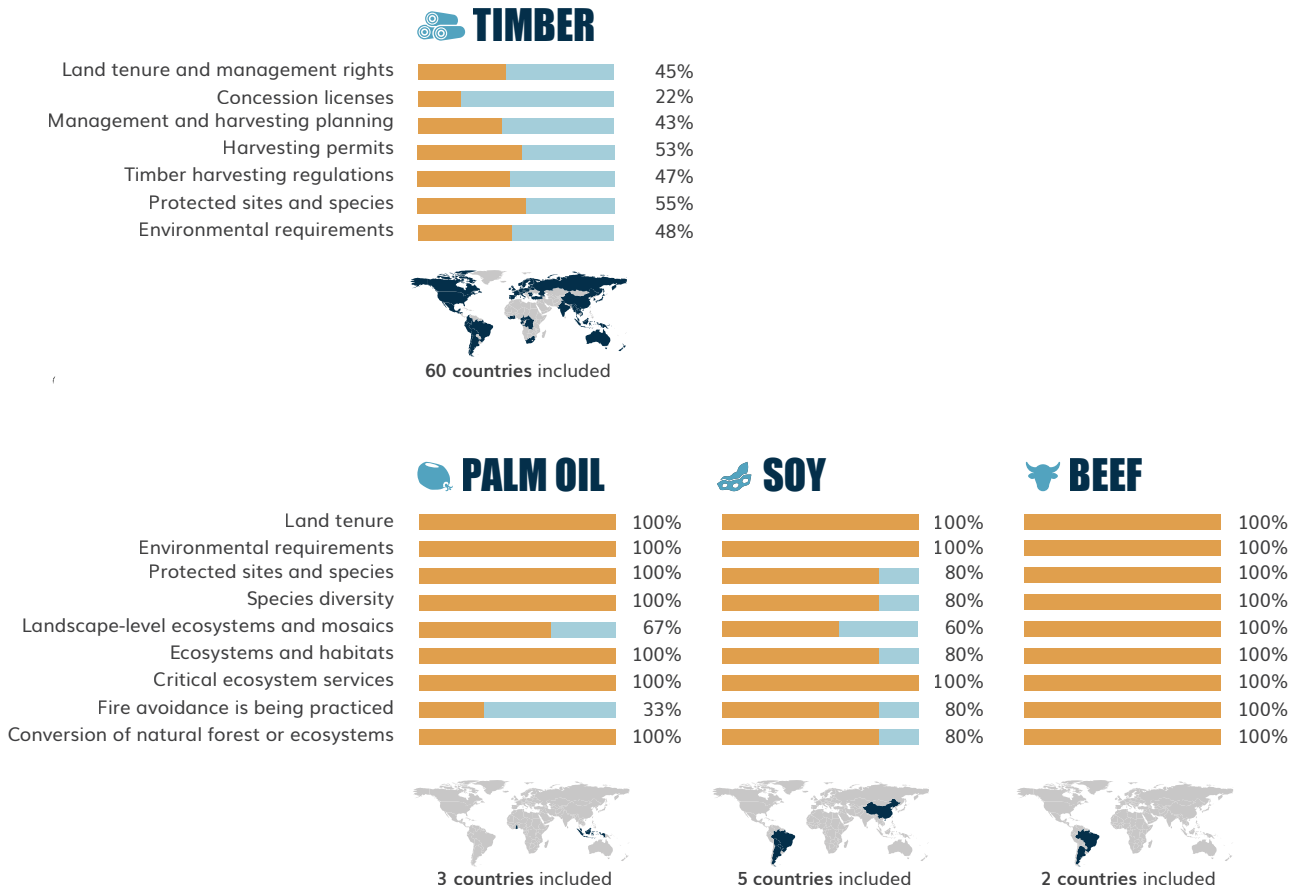 TIMBER
Land tenure and management rights 45%
Concession licenses 22%
Management and harvesting planning 43%
Harvesting permits 53%
Timber harvesting regulations 47%
Protected sites and species 55%
Environmental requirements 48%
60 countries included
PALM OIL SOY BEEF
Land tenure 100% 100% 100%
Environmental requirements 100% 100% 100%
Protected sites and species 100% 80% 100%
Species diversity 100% 80% 100%
Landscape-level ecosystems and mosaics 67% 60% 100%
Ecosystems and habitats 100% 80% 100%
Critical ecosystem services 100% 100% 100%
Fire avoidance is being practiced 33% 80% 100%
Conversion of natural forest or ecosystems 100% 80% 100%
3 countries included 5 countries included 2 countries included